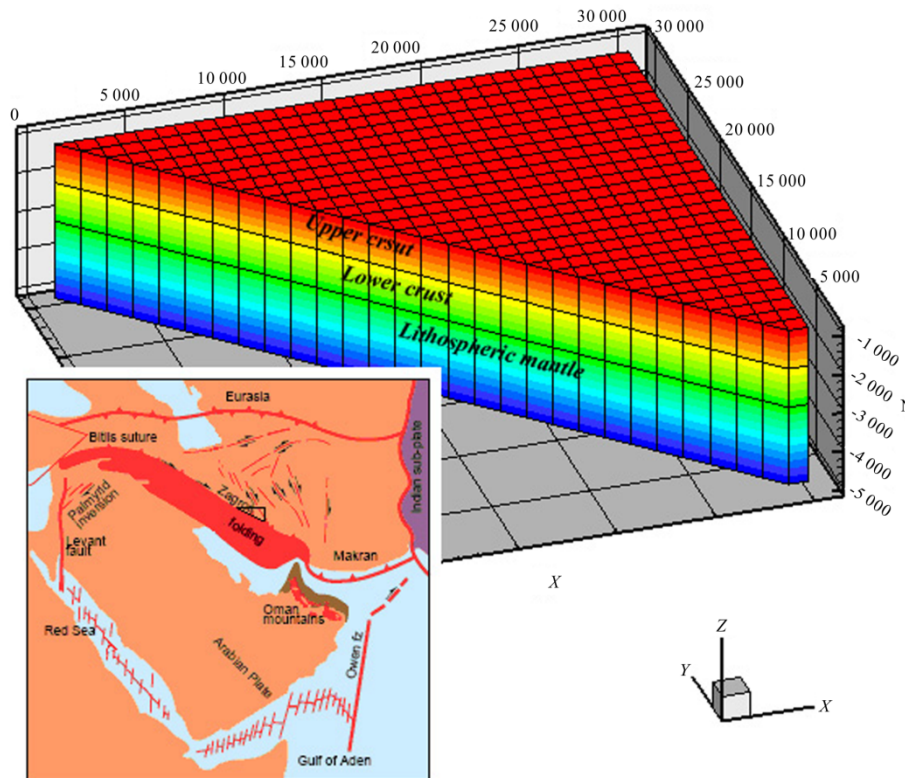 0
5 000
10 000
15 000
20 000
25 000
30 000
30 000
25 000
20 000
15 000
10 000
5 000
-1 000
-2 000
-3 000
-4 000
-5 000
Upper crsut
Lower crust
Lithospheric mantle
X
Z
Y
X
Eurasia
Bitlis suture
Indian sub-plate
Palmyrid
invention
Zagros
folding
Levant
fault
Makran
Oman
mountains
Red Sea
Arabian Plate
Owen fz
Gulf of Aden